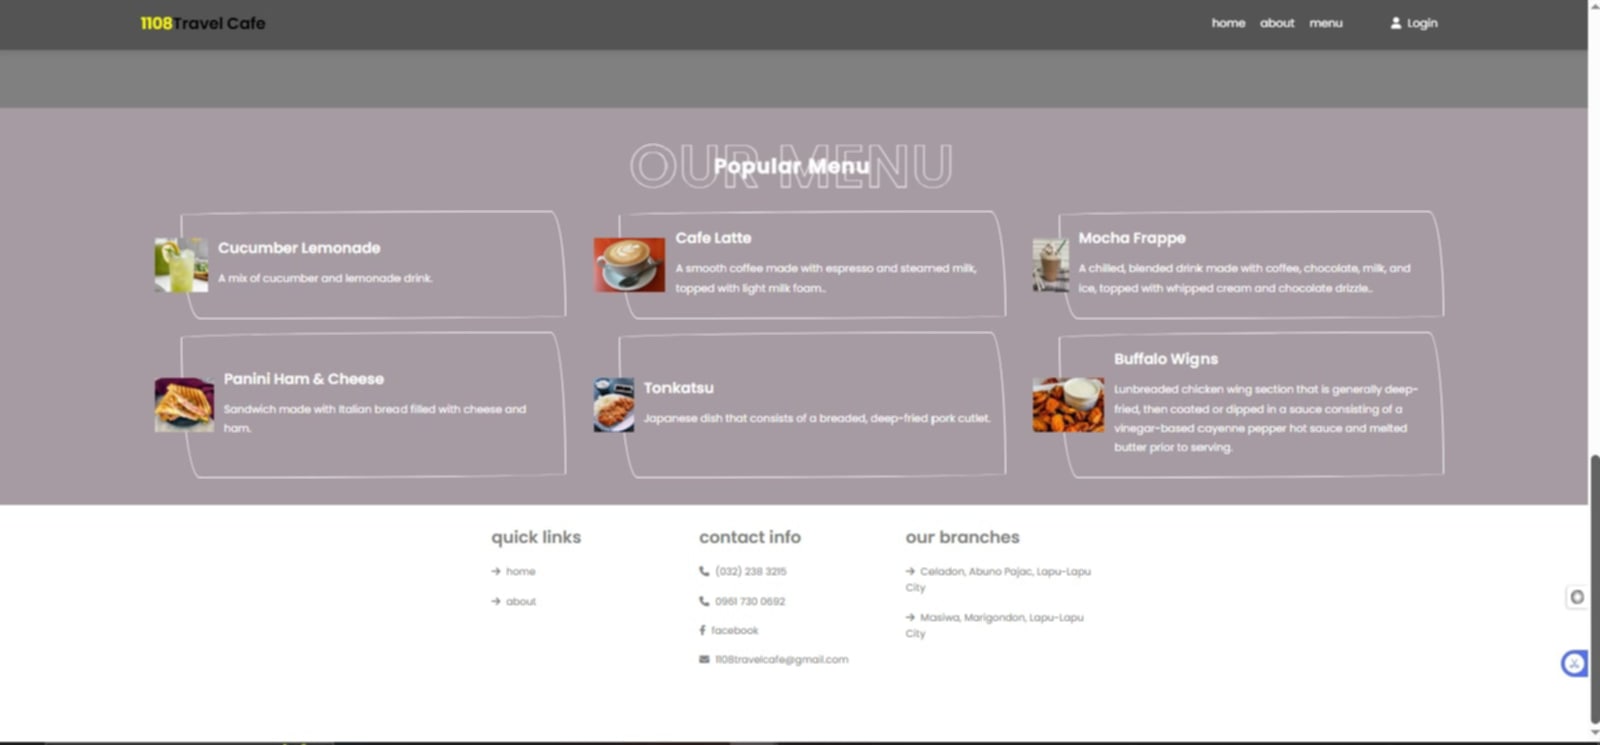 1108Travel Cafe
home about menu Login
OUR MENU
Popular Menu
Cucumber Lemonade
A mix of cucumber and lemonade drink.
Cafe Latte
A smooth coffee made with espresso and steamed milk,
topped with light milk foam..
Mocha Frappe
A chilled, blended drink made with coffee, chocolate, milk, and
ice, topped with whipped cream and chocolate drizzle..
Panini Ham & Cheese
Sandwich made with Italian bread filled with cheese and
ham.
Tonkatsu
Japanese dish that consists of a breaded, deep-fried pork cutlet.
Buffalo Wigns
Lunbreaded chicken wing section that is generally deep-
fried, then coated or dipped in a sauce consisting of a
vinegar-based cayenne pepper hot sauce and melted
butter prior to serving.
quick links
→ home
→ about
contact info
(032) 238 3215
0961 730 0692
facebook
1108travelcafe@gmail.com
our branches
→ Celadon, Abuno Pajac, Lapu-Lapu
City
→ Masiwa, Marigondon, Lapu-Lapu
City